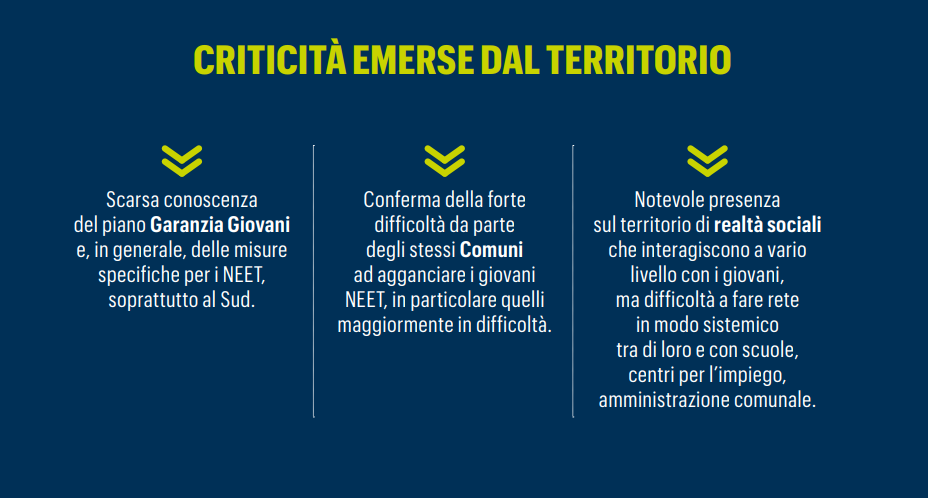 CRITICITÀ EMERSE DAL TERRITORIO
Scarsa conoscenza
del piano Garanzia Giovani
e, in generale, delle misure
specifiche per i NEET,
soprattutto al Sud.
Conferma della forte
difficoltà da parte
degli stessi Comuni
ad agganciare i giovani
NEET, in particolare quelli
maggiormente in difficoltà.
Notevole presenza
sul territorio di realtà sociali
che interagiscono a vario
livello con i giovani,
ma difficoltà a fare rete
in modo sistemico
tra di loro e con scuole,
centri per l’impiego,
amministrazione comunale.